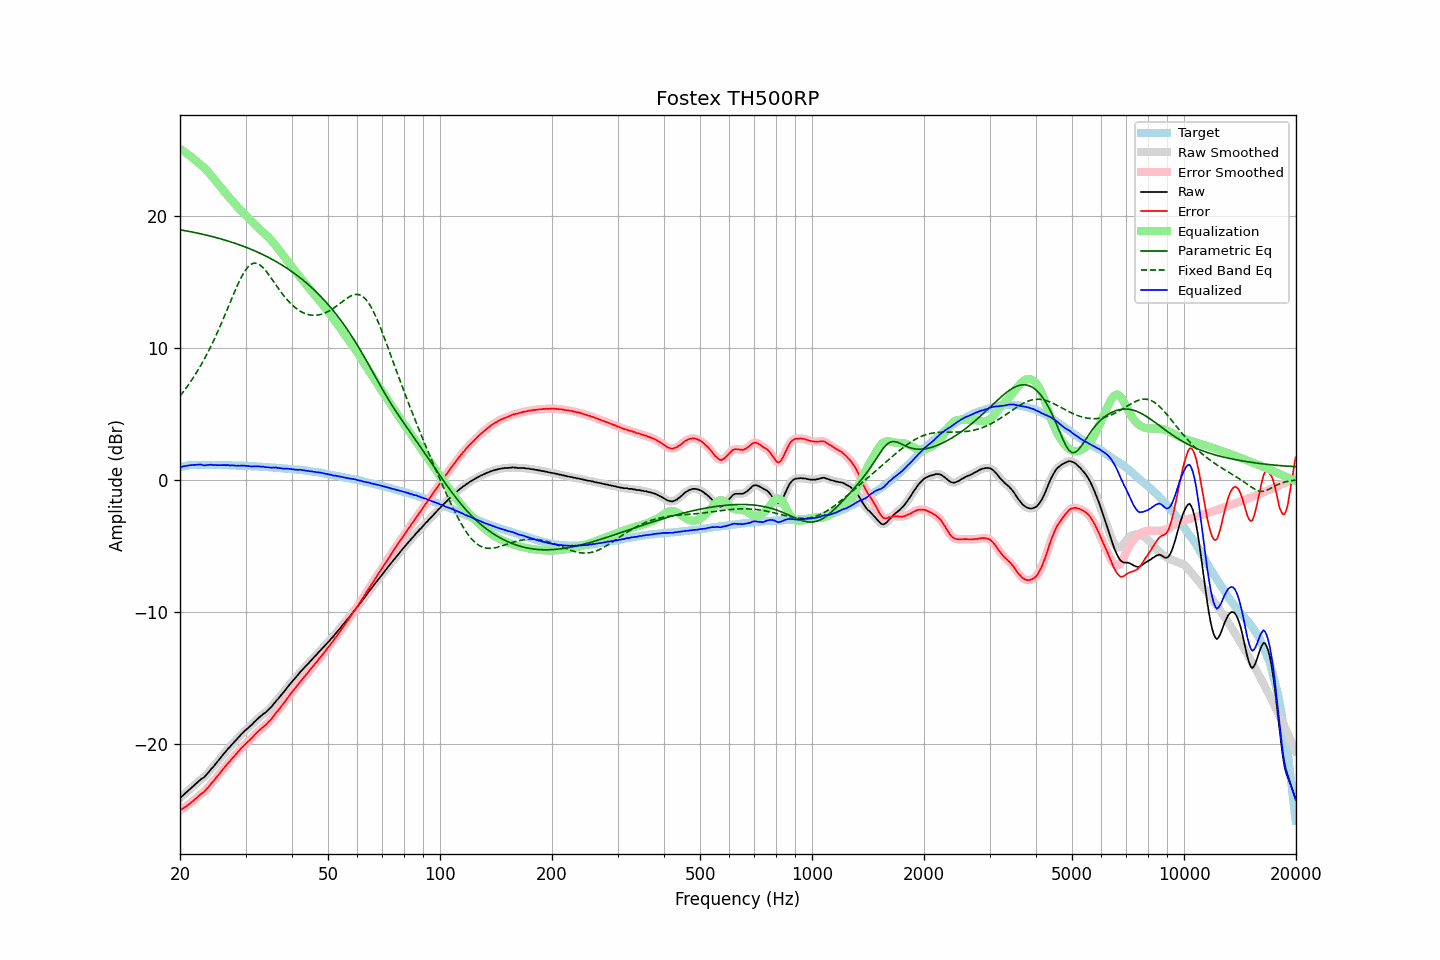 Fostex TH500RP
Target
Raw Smoothed
Error Smoothed
Raw
Error
Equalization
Parametric Eq
Fixed Band Eq
Equalized
Amplitude (dBr)
20
10
0
−10
−20
20 50 100 200 500 1000 2000 5000 10000 20000
Frequency (Hz)